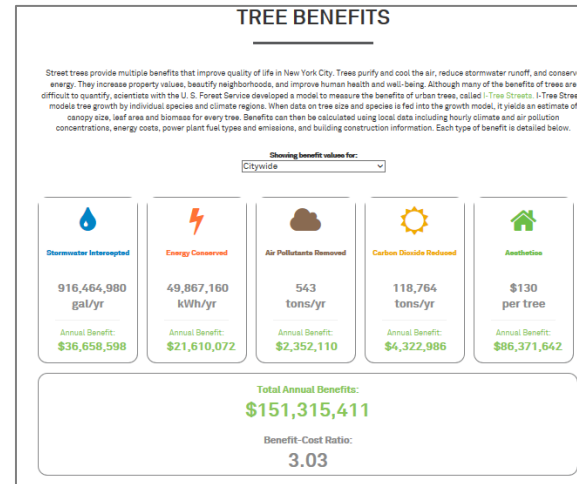 TREE BENEFITS
Street trees provide multiple benefits that improve quality of life in New York City. Trees purify and cool the air, reduce stormwater runoff, and conserve
energy. They increase property values, beautify neighborhoods, and improve human health and well-being. Although many of the benefits of trees are
difficult to quantify, scientists with the U. S. Forest Service developed a model to measure the benefits of urban trees, called I-Tree Streets. I-Tree Stree
models tree growth by individual species and climate regions. When data on tree size and species is fed into the growth model, it yields an estimate of
canopy size, leaf area and biomass for every tree. Benefits can then be calculated using local data including hourly climate and air pollution
concentrations, energy costs, power plant fuel types and emissions, and building construction information. Each type of benefit is detailed below.
Showing benefit values for:
Citywide
Stormwater Intercepted
Energy Conserved
Air Pollutants Removed
Carbon Dioxide Reduced
Aesthetics
916,464,980
gal/yr
49,867,160
kWh/yr
543
tons/yr
118,764
tons/yr
$130
per tree
Annual Benefit:
$36,658,598
Annual Benefit:
$21,610,072
Annual Benefit:
$2,352,110
Annual Benefit:
$4,322,986
Annual Benefit:
$86,371,642
Total Annual Benefits:
$151,315,411
Benefit-Cost Ratio:
3.03